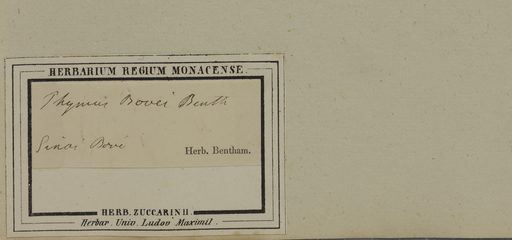 HERBARIUM REGIUM MONACENSE.
Thymus Bovei Benth
Sinai Bové
Herb. Bentham.
HERB. ZUCCARINII.
Herbar. Univ. Ludov. Maximil.